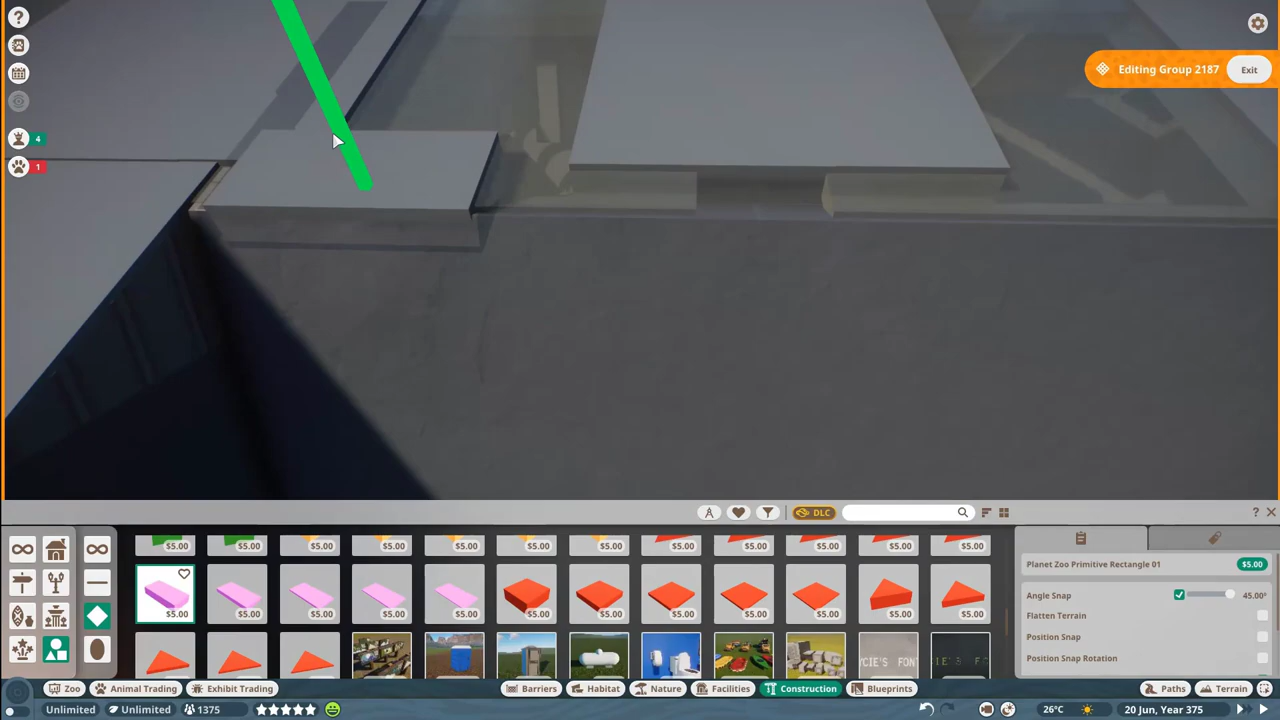 ?
Editing Group 2187 Exit
4
1
DLC
? ×
$5.00 $5.00 $5.00 $5.00 $5.00 $5.00 $5.00 $5.00 $5.00 $5.00 $5.00 $5.00
$5.00 $5.00 $5.00 $5.00 $5.00 $5.00 $5.00 $5.00 $5.00 $5.00 $5.00 $5.00
Planet Zoo Primitive Rectangle 01 $5.00
Angle Snap 45.00°
Flatten Terrain
Position Snap
Position Snap Rotation
YCIE'S FONT
Zoo Animal Trading Exhibit Trading Barriers Habitat Nature Facilities Construction Blueprints Paths Terrain
Unlimited Unlimited 1375 26°C 20 Jun, Year 375